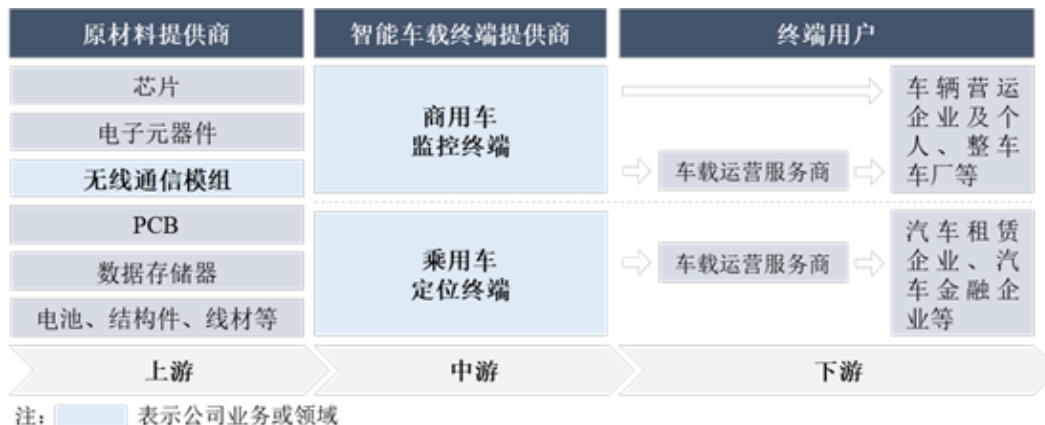 原材料提供商
智能车载终端提供商
终端用户
芯片
电子元器件
无线通信模组
PCB
数据存储器
电池、结构件、线材等
商用车
监控终端
车载运营服务商
车辆营运
企业及个
人、整车
车厂等
乘用车
定位终端
车载运营服务商
汽车租赁
企业、汽
车金融企
业等
上游
中游
下游
注：
表示公司业务或领域